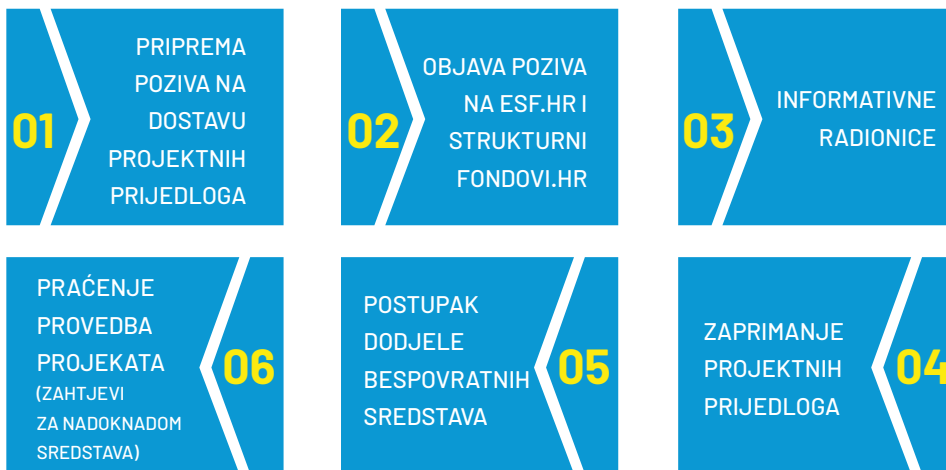 01
PRIPREMA
POZIVA NA
DOSTAVU
PROJEKTNIH
PRIJEDLOGA
02
OBJAVA POZIVA
NA ESF.HR I
STRUKTURNI
FONDOVI.HR
03
INFORMATIVNE
RADIONICE
PRAĆENJE
PROVEDBA
PROJEKATA
(ZAHTJEVI
ZA NADOKNADOM
SREDSTAVA)
06
POSTUPAK
DODJELE
BESPOVRATNIH
SREDSTAVA
05
ZAPRIMANJE
PROJEKTNIH
PRIJEDLOGA
04